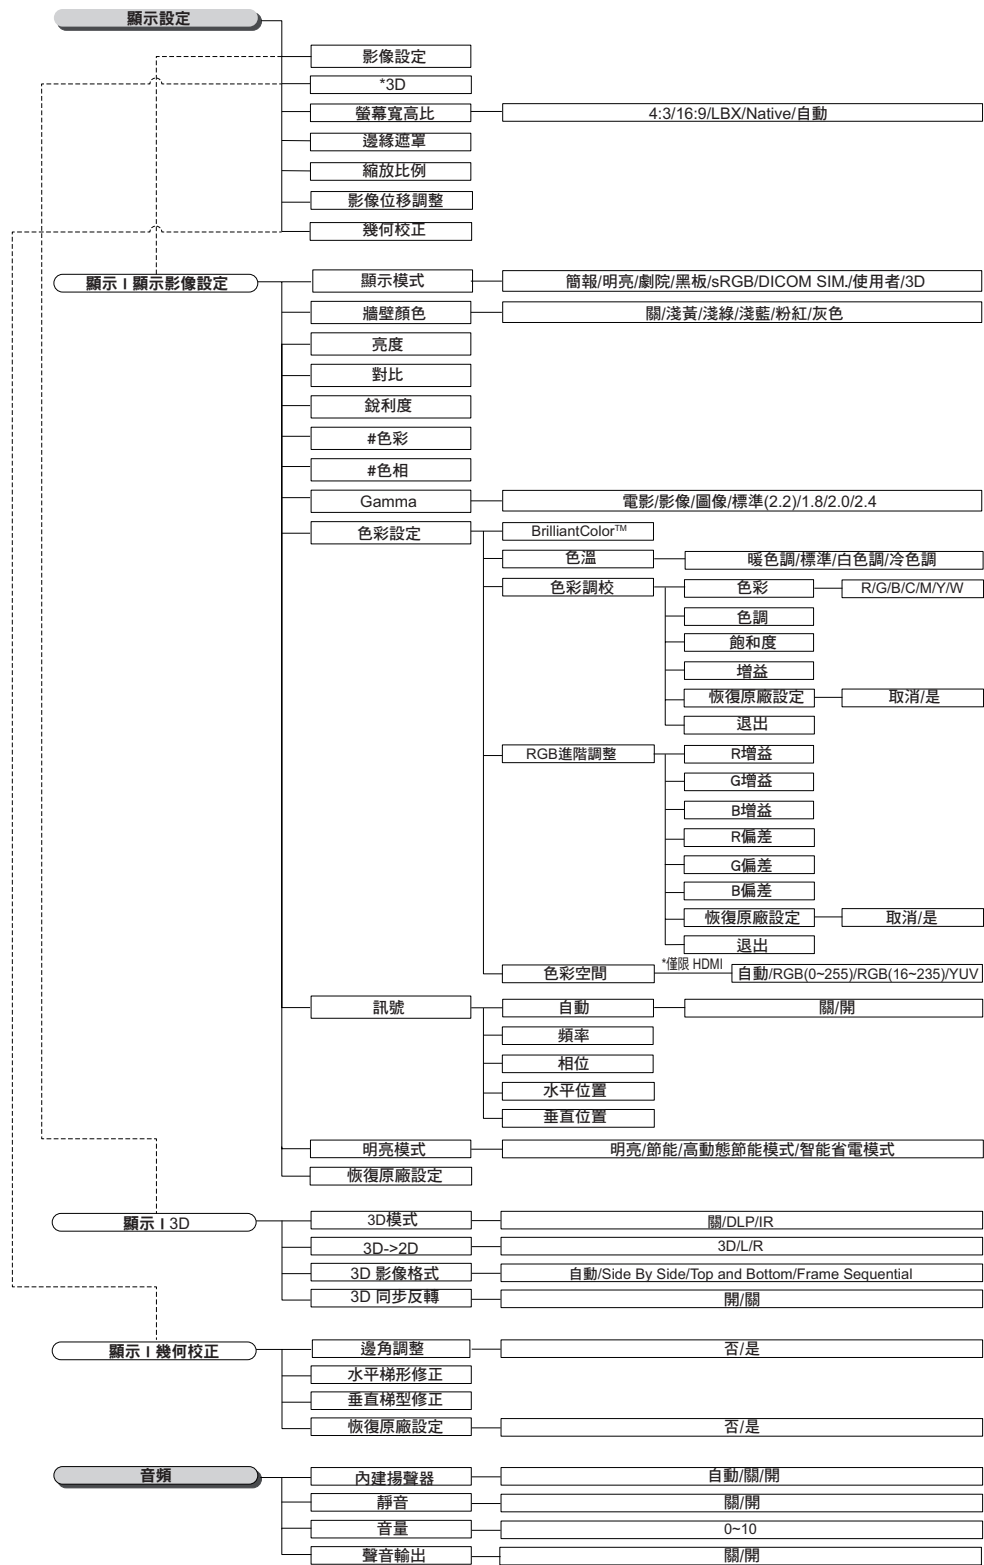 顯示設定
影像設定
*3D
螢幕寬高比 4:3/16:9/LBX/Native/自動
邊緣遮罩
縮放比例
影像位移調整
幾何校正
顯示 | 顯示影像設定 顯示模式 簡報/明亮/劇院/黑板/sRGB/DICOM SIM./使用者/3D
牆壁顏色 關/淺黃/淺綠/淺藍/粉紅/灰色
亮度
對比
銳利度
#色彩
#色相
Gamma 電影/影像/圖像/標準(2.2)/1.8/2.0/2.4
色彩設定 BrilliantColor™
色溫 暖色調/標準/白色調/冷色調
色彩調校 色彩 R/G/B/C/M/Y/W
色調
飽和度
增益
恢復原廠設定 取消/是
退出
RGB進階調整 R增益
G增益
B增益
R偏差
G偏差
B偏差
恢復原廠設定 取消/是
退出
色彩空間 *僅限 HDMI 自動/RGB(0~255)/RGB(16~235)/YUV
訊號 自動 關/開
頻率
相位
水平位置
垂直位置
明亮模式 明亮/節能/高動態節能模式/智能省電模式
恢復原廠設定
顯示 | 3D 3D模式 關/DLP/IR
3D->2D 3D/L/R
3D 影像格式 自動/Side By Side/Top and Bottom/Frame Sequential
3D 同步反轉 開/關
顯示 | 幾何校正 邊角調整 否/是
水平梯形修正
垂直梯型修正
恢復原廠設定 否/是
音頻 內建揚聲器 自動/關/開
靜音 關/開
音量 0~10
聲音輸出 關/開